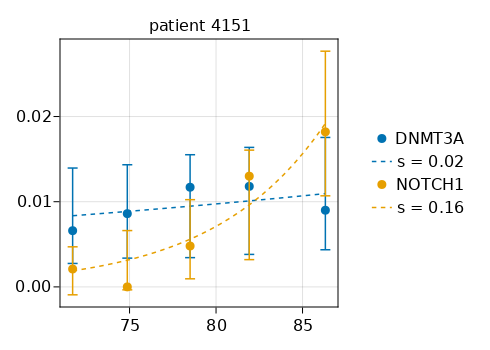 patient 4151
0.02
0.01
0.00
75
80
85
DNMT3A
s = 0.02
NOTCH1
s = 0.16